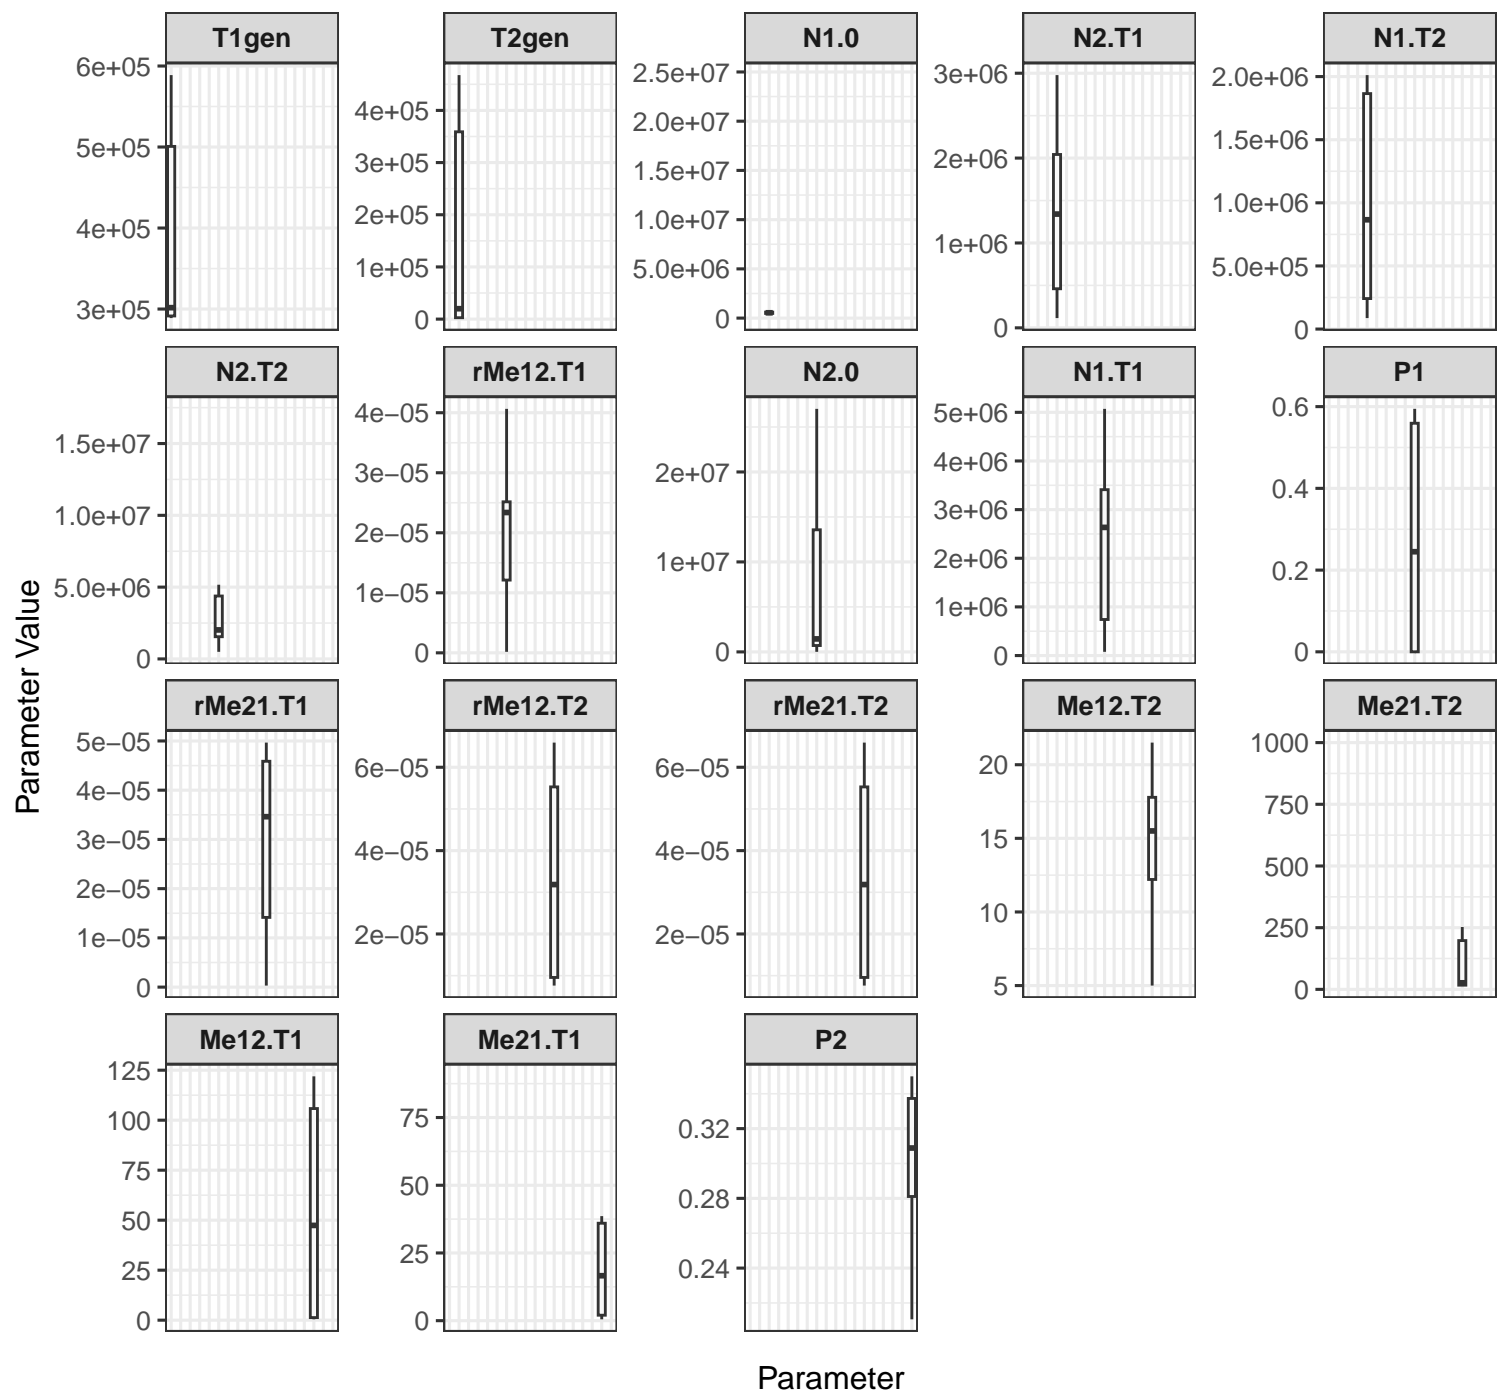 T1gen T2gen N1.0 N2.T1 N1.T2
6e+05 5e+05 4e+05 3e+05
4e+05 3e+05 2e+05 1e+05 0
2.5e+07 2.0e+07 1.5e+07 1.0e+07 5.0e+06 0
3e+06 2e+06 1e+06 0
2.0e+06 1.5e+06 1.0e+06 5.0e+05 0
N2.T2 rMe12.T1 N2.0 N1.T1 P1
1.5e+07 1.0e+07 5.0e+06 0
4e−05 3e−05 2e−05 1e−05 0
2e+07 1e+07 0
5e+06 4e+06 3e+06 2e+06 1e+06 0
0.6 0.4 0.2 0
rMe21.T1 rMe12.T2 rMe21.T2 Me12.T2 Me21.T2
5e−05 4e−05 3e−05 2e−05 1e−05 0
6e−05 4e−05 2e−05
6e−05 4e−05 2e−05
20 15 10 5
1000 750 500 250 0
Me12.T1 Me21.T1 P2
125 100 75 50 25 0
75 50 25 0
0.32 0.28 0.24
Parameter Value
Parameter